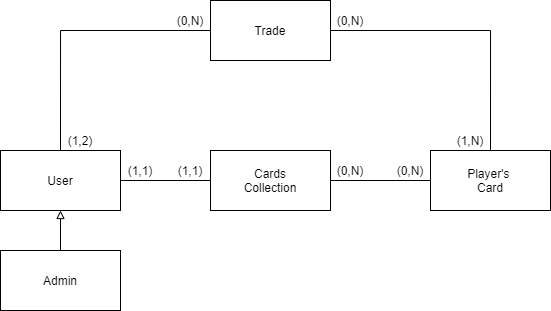 (0,N)
Trade
(0,N)
(1,2)
(1,N)
User
(1,1)
(1,1)
Cards
Collection
(0,N)
(0,N)
Player's
Card
Admin